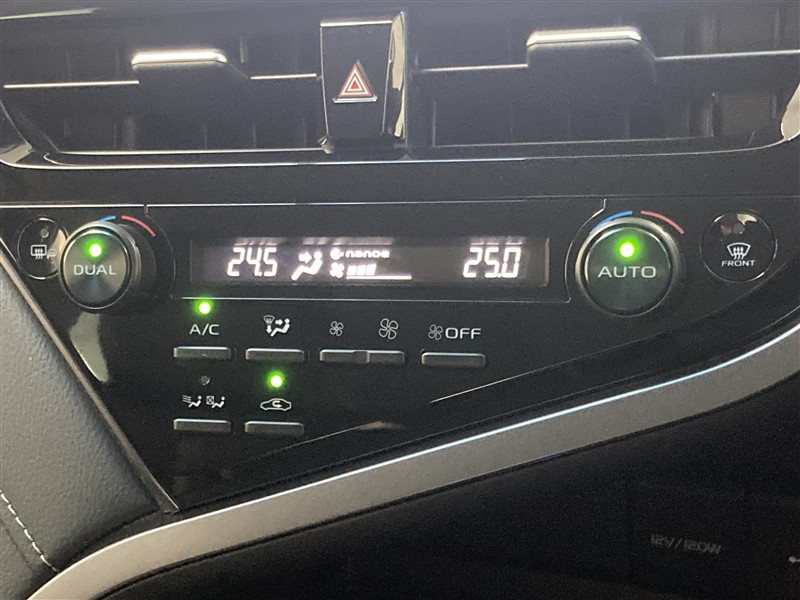 DUAL
24.5
nanoe
25.0
AUTO
FRONT
A/C
OFF
12V/120W